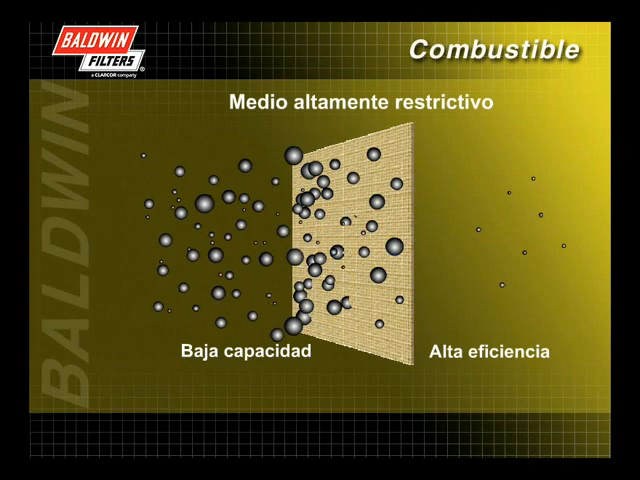 BALDWIN
FILTERS®
a CLARCOR company
Combustible
Medio altamente restrictivo
BALDWIN
Baja capacidad
Alta eficiencia